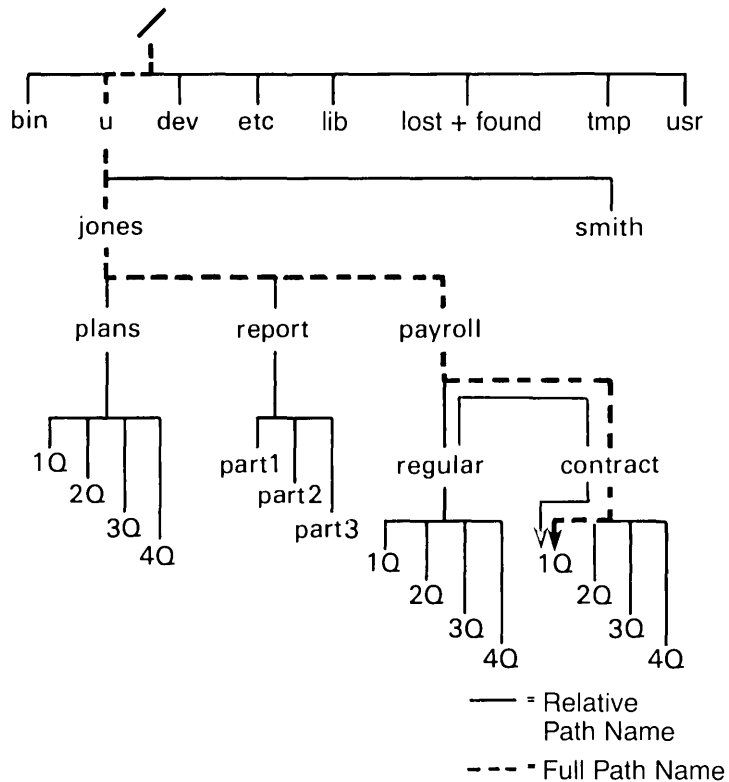 /
bin u dev etc lib lost + found tmp usr
jones smith
plans report payroll
1Q 2Q 3Q 4Q part1 part2 part3 regular contract
1Q 2Q 3Q 4Q 1Q 2Q 3Q 4Q
= Relative
Path Name
= Full Path Name